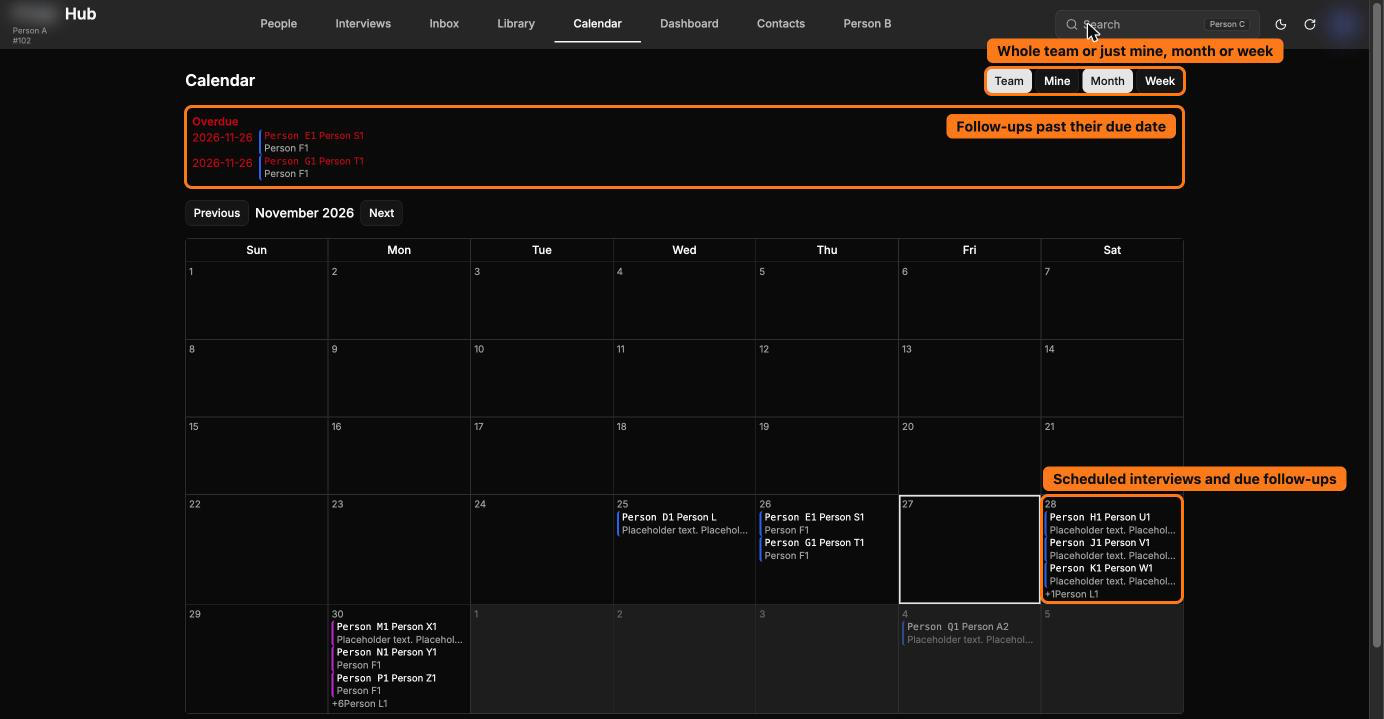 Hub
Person A
#102
People Interviews Inbox Library Calendar Dashboard Contacts Person B
Search Person C
Whole team or just mine, month or week
Calendar
Team Mine Month Week
Overdue
Follow-ups past their due date
2026-11-26 Person E1 Person S1
Person F1
2026-11-26 Person G1 Person T1
Person F1
Previous November 2026 Next
Sun Mon Tue Wed Thu Fri Sat
1 2 3 4 5 6 7
8 9 10 11 12 13 14
15 16 17 18 19 20 21
Scheduled interviews and due follow-ups
22 23 24 25 26 27 28
Person D1 Person L Person E1 Person S1 Person H1 Person U1
Placeholder text. Placehol... Person F1 Placeholder text. Placehol...
Person G1 Person T1 Person J1 Person V1
Person F1 Placeholder text. Placehol...
Person K1 Person W1
Placeholder text. Placehol...
+1Person L1
29 30 1 2 3 4 5
Person M1 Person X1 Person Q1 Person A2
Placeholder text. Placehol... Placeholder text. Placehol...
Person N1 Person Y1
Person F1
Person P1 Person Z1
Person F1
+6Person L1